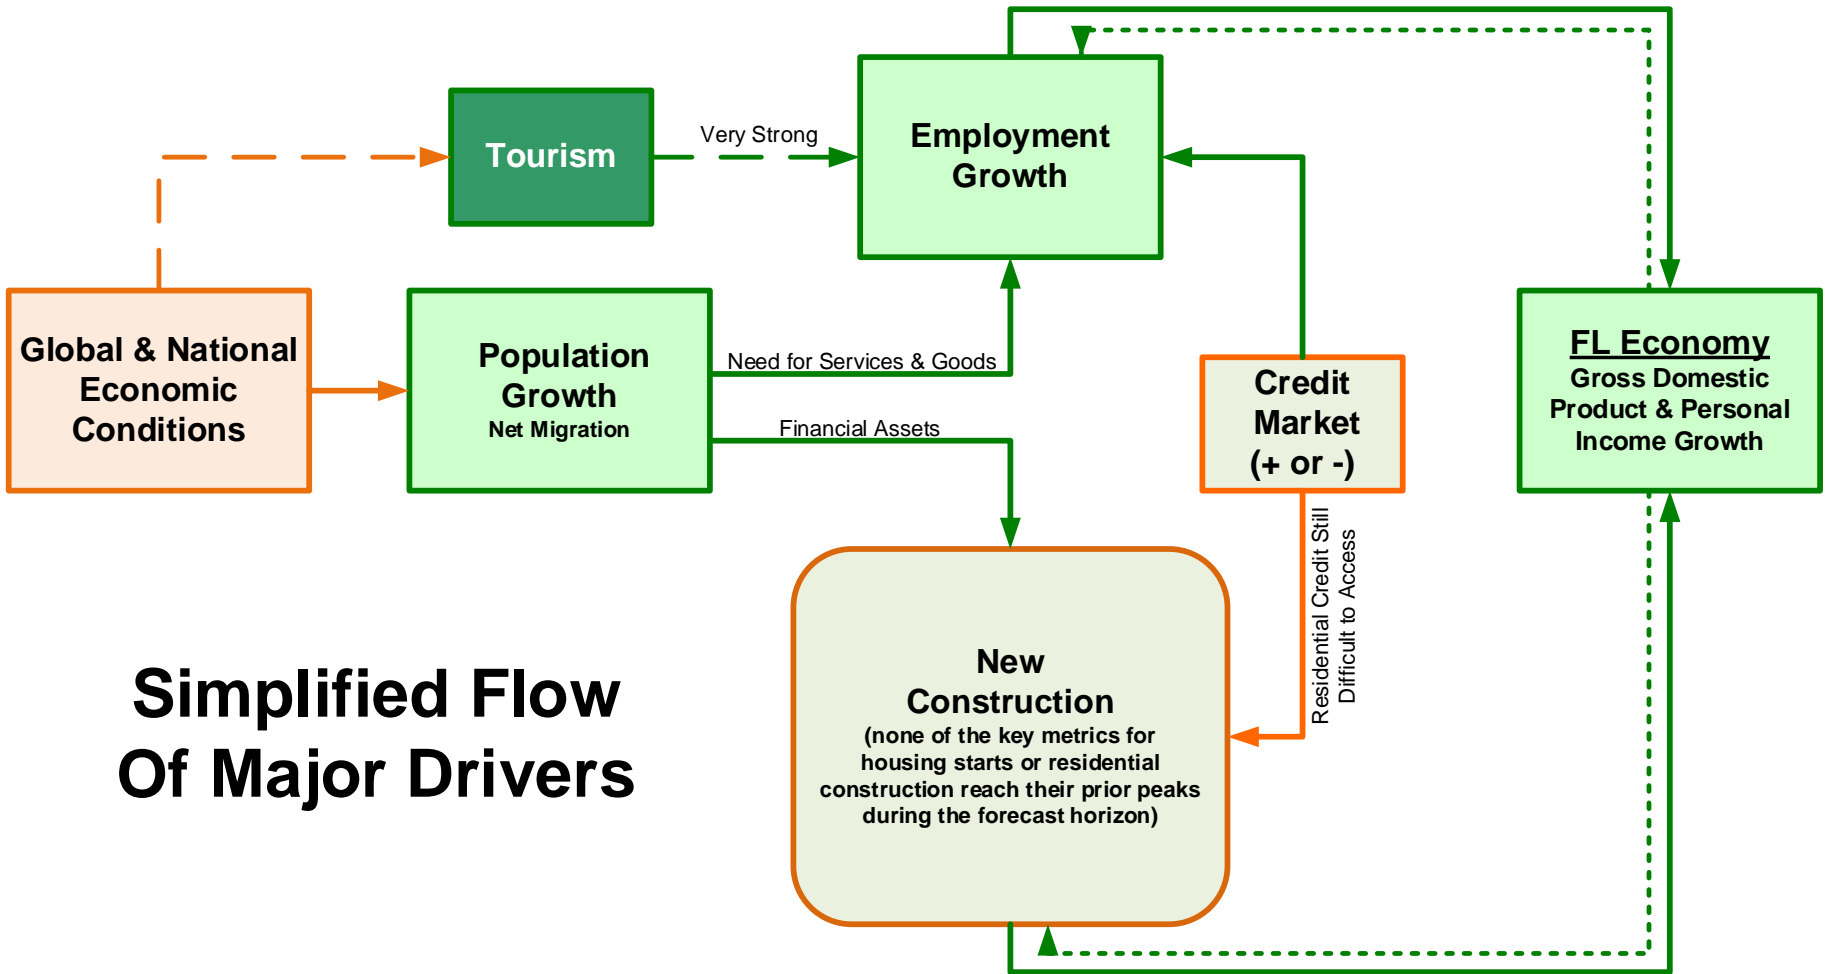 Very Strong
Tourism
Employment
Growth
Global & National
Economic
Conditions
Population
Growth
Net Migration
Need for Services & Goods
Financial Assets
Credit
Market
(+ or -)
FL Economy
Gross Domestic
Product & Personal
Income Growth
Residential Credit Still
Difficult to Access
New
Construction
(none of the key metrics for
housing starts or residential
construction reach their prior peaks
during the forecast horizon)
Simplified Flow
Of Major Drivers